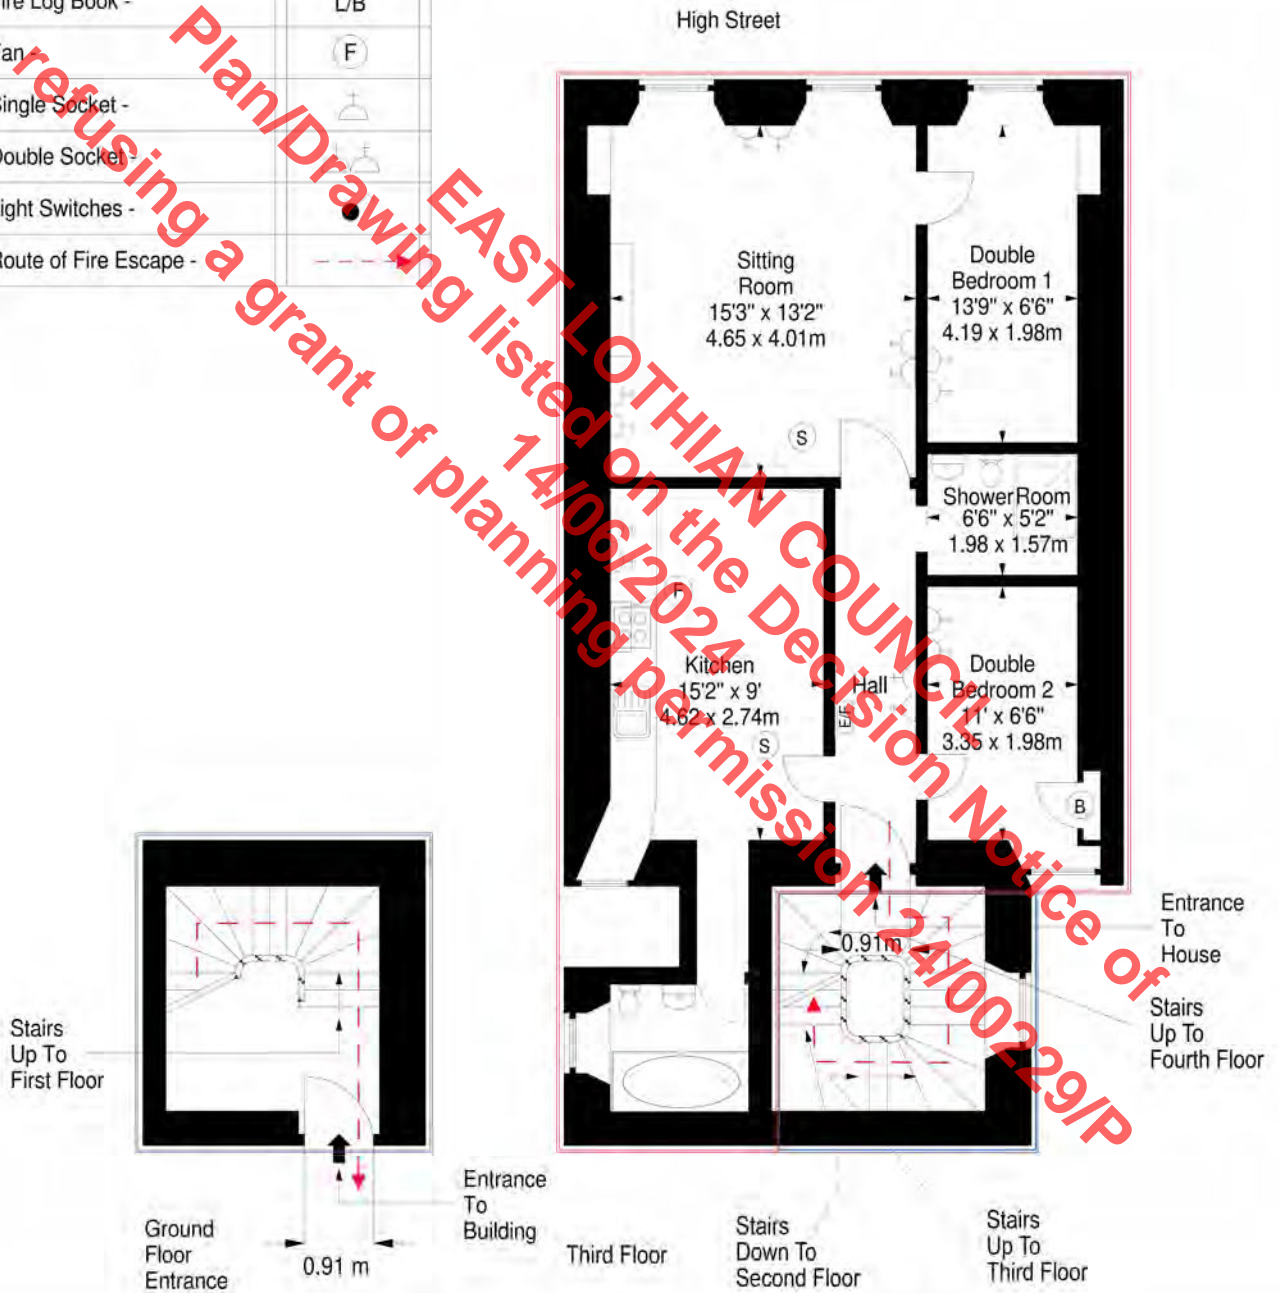 Fire Log Book -
L/B
Fan -
F
Single Socket -
Double Socket -
Light Switches -
Route of Fire Escape -
High Street
Sitting
Room
15'3" x 13'2"
4.65 x 4.01m
Double
Bedroom 1
13'9" x 6'6"
4.19 x 1.98m
S
Shower Room
6'6" x 5'2"
1.98 x 1.57m
F
Kitchen
15'2" x 9'
4.62 x 2.74m
S
Hall
E/F
Double
Bedroom 2
11' x 6'6"
3.35 x 1.98m
B
0.91m
Entrance
To
House
Stairs
Up To
Fourth Floor
Stairs
Up To
First Floor
Entrance
To
Building
Ground
Floor
Entrance
0.91 m
Third Floor
Stairs
Down To
Second Floor
Stairs
Up To
Third Floor
EAST LOTHIAN COUNCIL
Plan/Drawing listed on the Decision Notice of
14/06/2024
refusing a grant of planning permission 24/00229/P